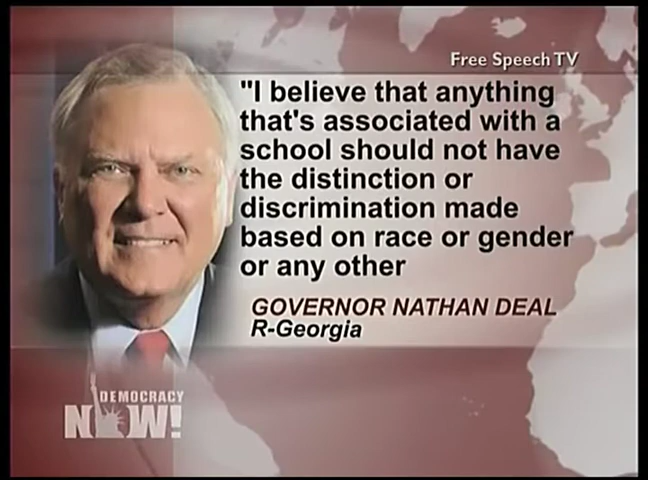 Free Speech TV
"I believe that anything
that's associated with a
school should not have
the distinction or
discrimination made
based on race or gender
or any other
GOVERNOR NATHAN DEAL
R-Georgia
DEMOCRACY
NOW!